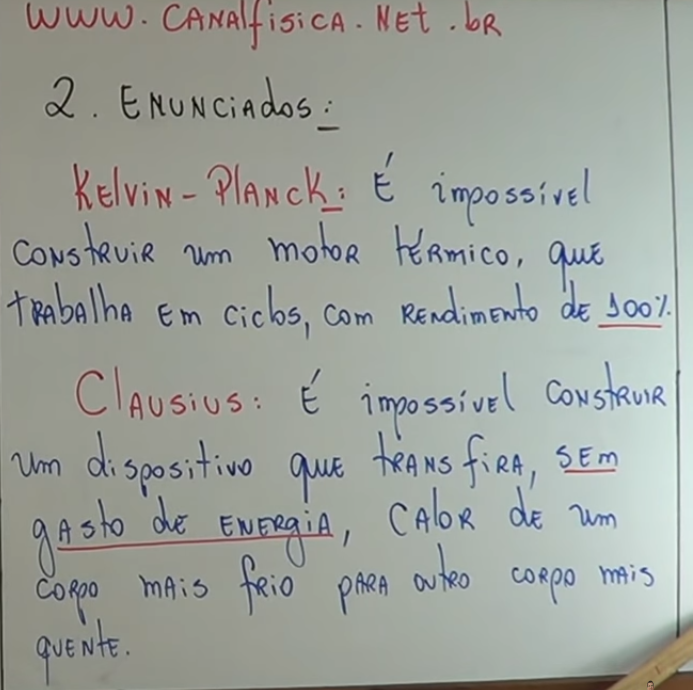 www.canalfisica.net.br
2. Enunciados:
Kelvin-Planck: É impossível
construir um motor térmico, que
trabalha em ciclos, com rendimento de 100%.
Clausius: É impossível construir
um dispositivo que transfira, sem
gasto de energia, calor de um
corpo mais frio para outro corpo mais
quente.